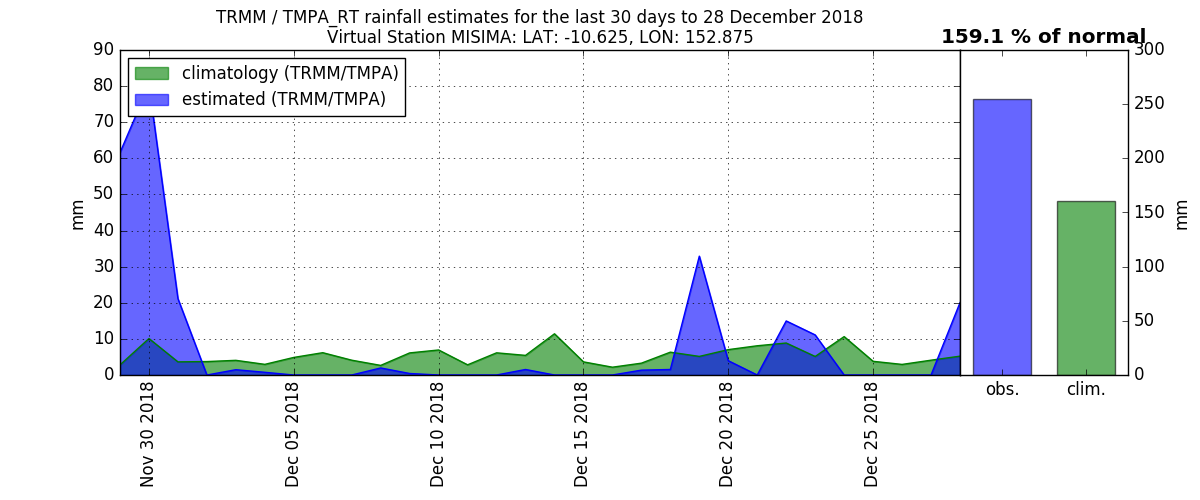 TRMM / TMPA_RT rainfall estimates for the last 30 days to 28 December 2018
Virtual Station MISIMA: LAT: -10.625, LON: 152.875
159.1 % of normal
climatology (TRMM/TMPA)
estimated (TRMM/TMPA)
90
80
70
60
50
40
30
20
10
0
mm
Nov 30 2018
Dec 05 2018
Dec 10 2018
Dec 15 2018
Dec 20 2018
Dec 25 2018
300
250
200
150
100
50
0
mm
obs.
clim.